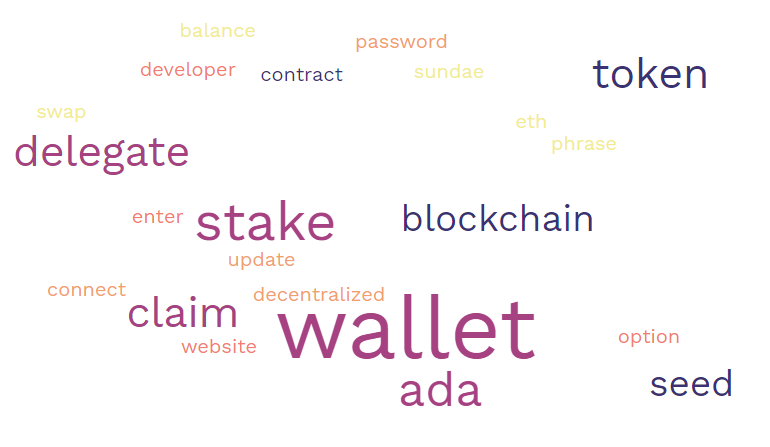 balance
password
developer
contract
sundae
token
swap
eth
phrase
delegate
enter
stake
blockchain
update
connect
decentralized
claim
wallet
website
option
ada
seed